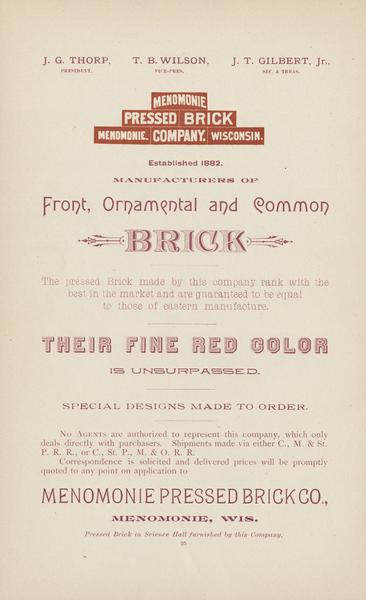 J. G. THORP, T. B. WILSON, J. T. GILBERT, Jr.,
PRESIDENT. VICE-PRES. SEC. & TREAS.
MENOMONIE
PRESSED BRICK
MENOMONIE. COMPANY. WISCONSIN.
Established 1882.
MANUFACTURERS OF
Front, Ornamental and Common
BRICK
The pressed Brick made by this company rank with the
best in the market and are guaranteed to be equal
to those of eastern manufacture.
THEIR FINE RED COLOR
IS UNSURPASSED.
SPECIAL DESIGNS MADE TO ORDER.
NO AGENTS are authorized to represent this company, which only
deals directly with purchasers. Shipments made via either C., M. & St.
P. R. R., or C., St. P., M. & O. R. R.
Correspondence is solicited and delivered prices will be promptly
quoted to any point on application to
MENOMONIE PRESSED BRICK CO.,
MENOMONIE, WIS.
Pressed Brick in Science Hall furnished by this Company.